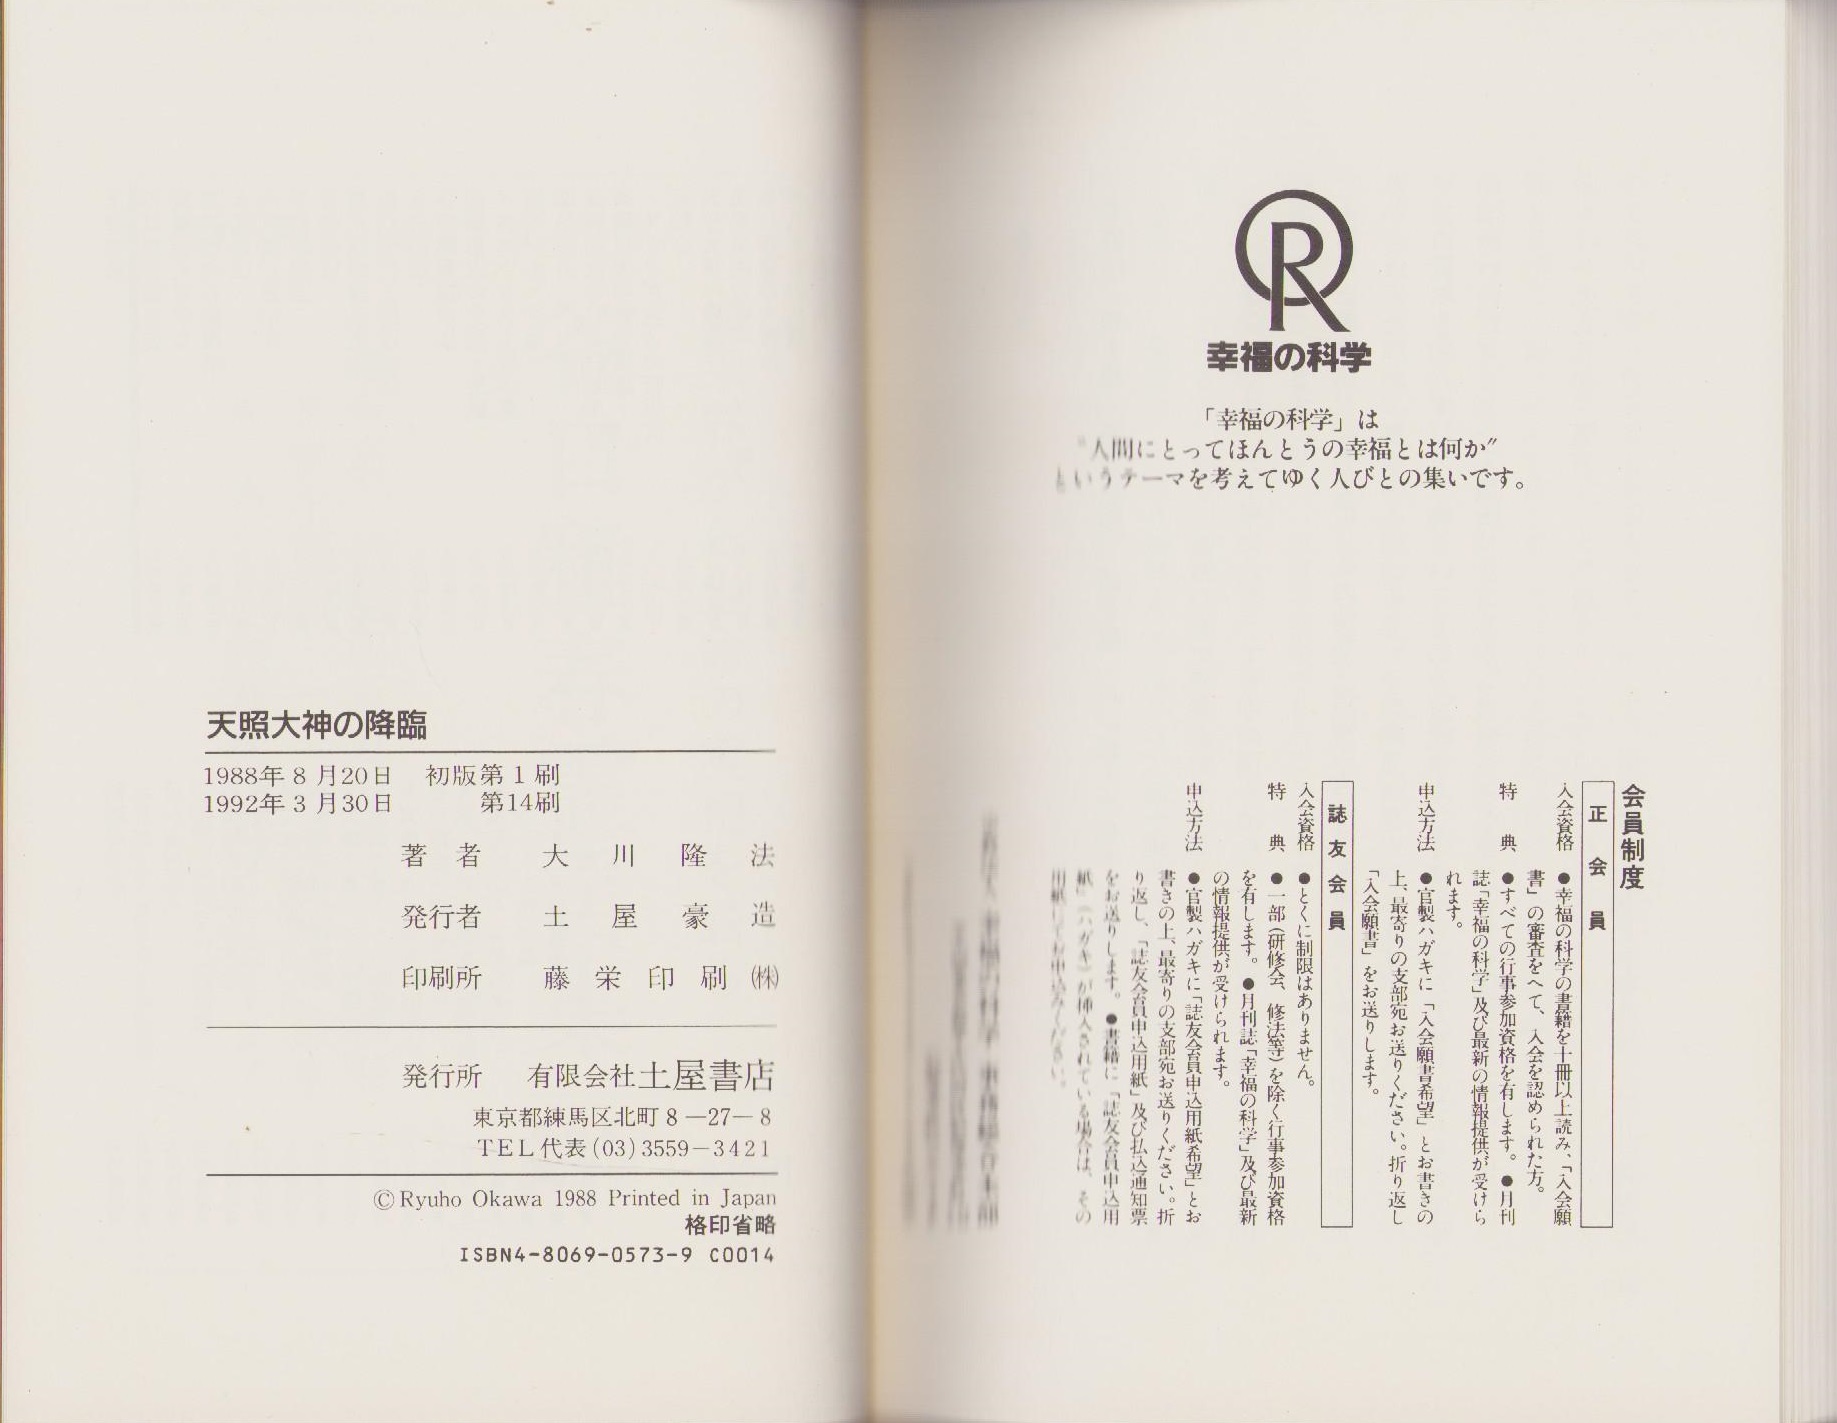 R
幸福の科学
「幸福の科学」は
"人間にとってほんとうの幸福とは何か"
というテーマを考えてゆく人びとの集いです。
会員制度
正会員
入会資格 ●幸福の科学の書籍を十冊以上読み、「入会願
書」の審査をへて、入会を認められた方。
特典 ●すべての行事参加資格を有します。●月刊
誌「幸福の科学」及び最新の情報提供が受けら
れます。
申込方法 ●官製ハガキに「入会願書希望」とお書きの
上、最寄りの支部宛お送りください。折り返し
「入会願書」をお送りします。
誌友会員
入会資格 ●とくに制限はありません。
特典 ●一部(研修会、修法等)を除く行事参加資格
を有します。●月刊誌「幸福の科学」及び最新
の情報提供が受けられます。
申込方法 ●官製ハガキに「誌友会員申込用紙希望」とお
書きの上、最寄りの支部宛お送りください。折
り返し、「誌友会員申込用紙」及び払込通知票
をお送りします。●書籍に「誌友会員申込用
紙」(ハガキ)が挿入されている場合は、その
用紙にてお申込みください。
天照大神の降臨
1988年8月20日 初版第1刷
1992年3月30日 第14刷
著者 大川隆法
発行者 土屋豪造
印刷所 藤栄印刷㈱
発行所 有限会社土屋書店
東京都練馬区北町8-27-8
TEL代表(03)3559-3421
©Ryuho Okawa 1988 Printed in Japan
格印省略
ISBN4-8069-0573-9 C0014